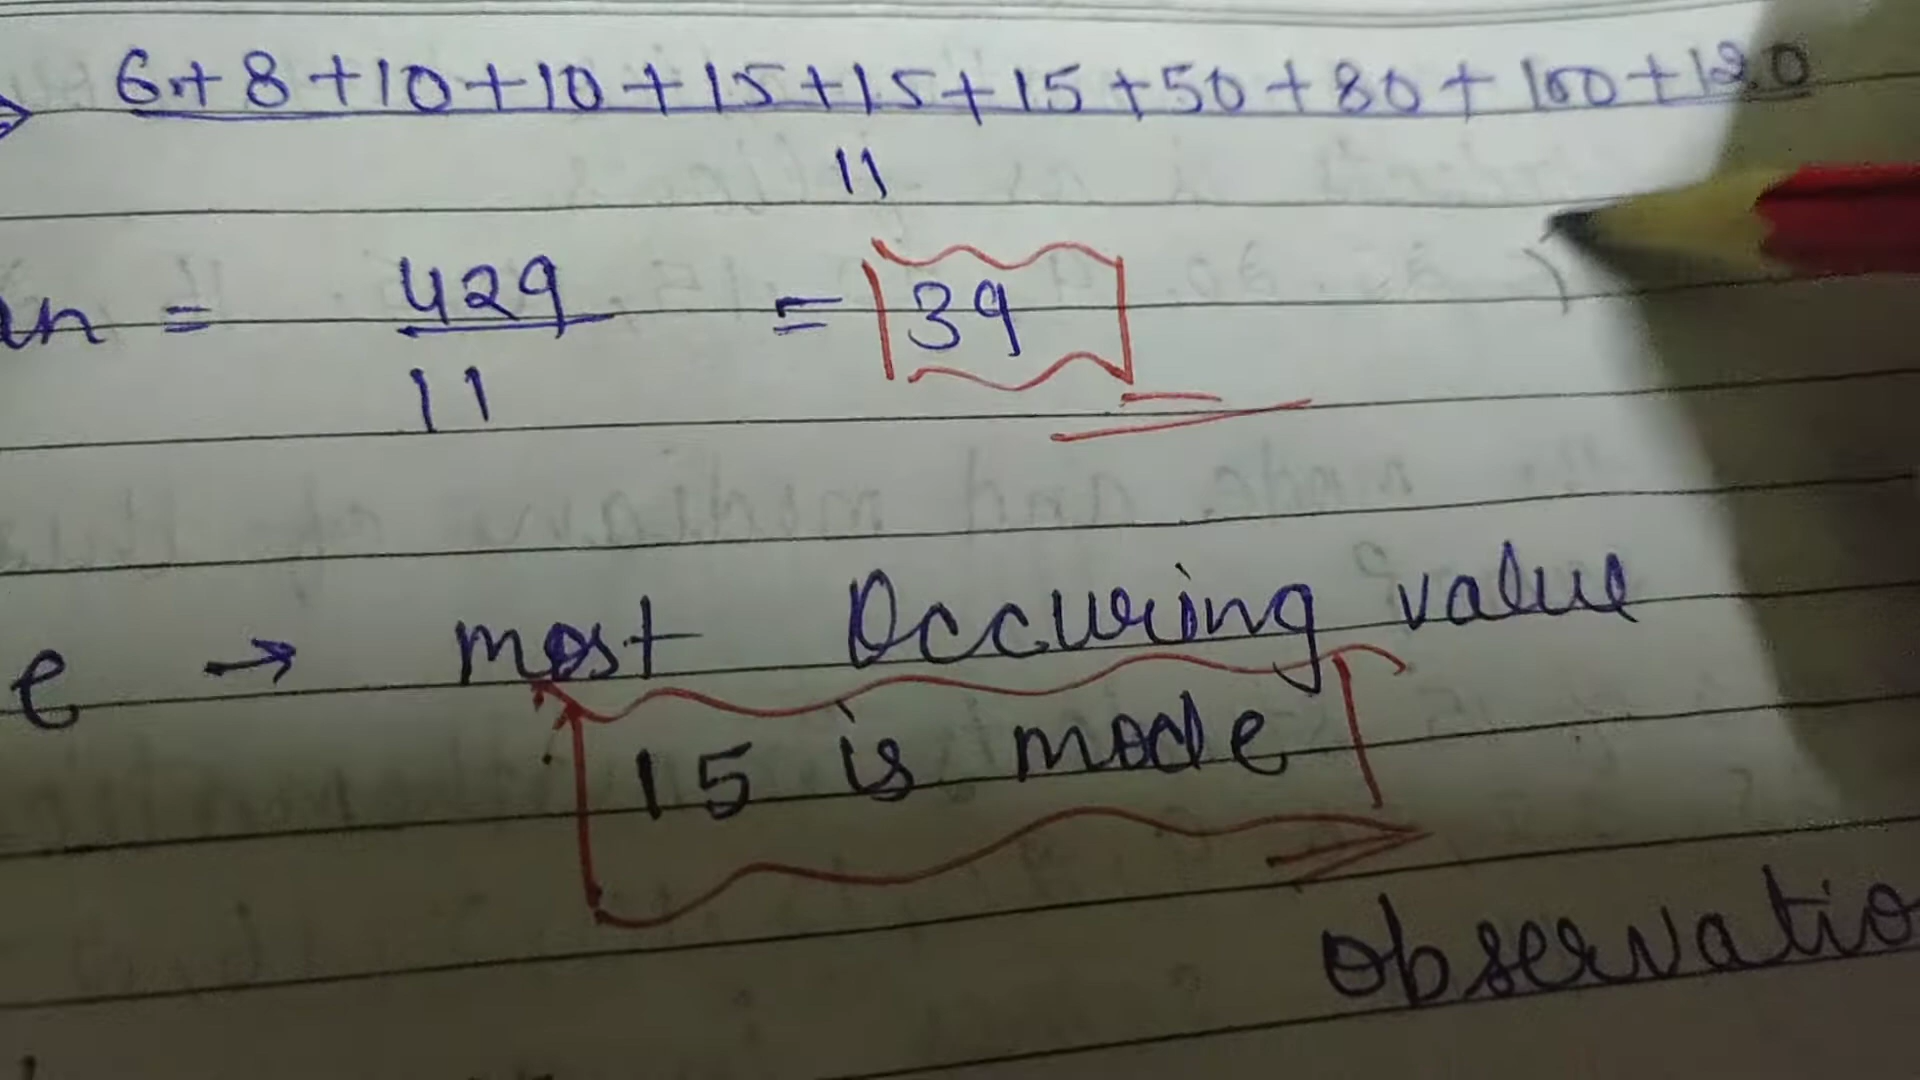 6+8+10+10+15+15+15+50+80+100+120
11
an = 429 = 39
11
e → most Occuring value
15 is mode
observatio